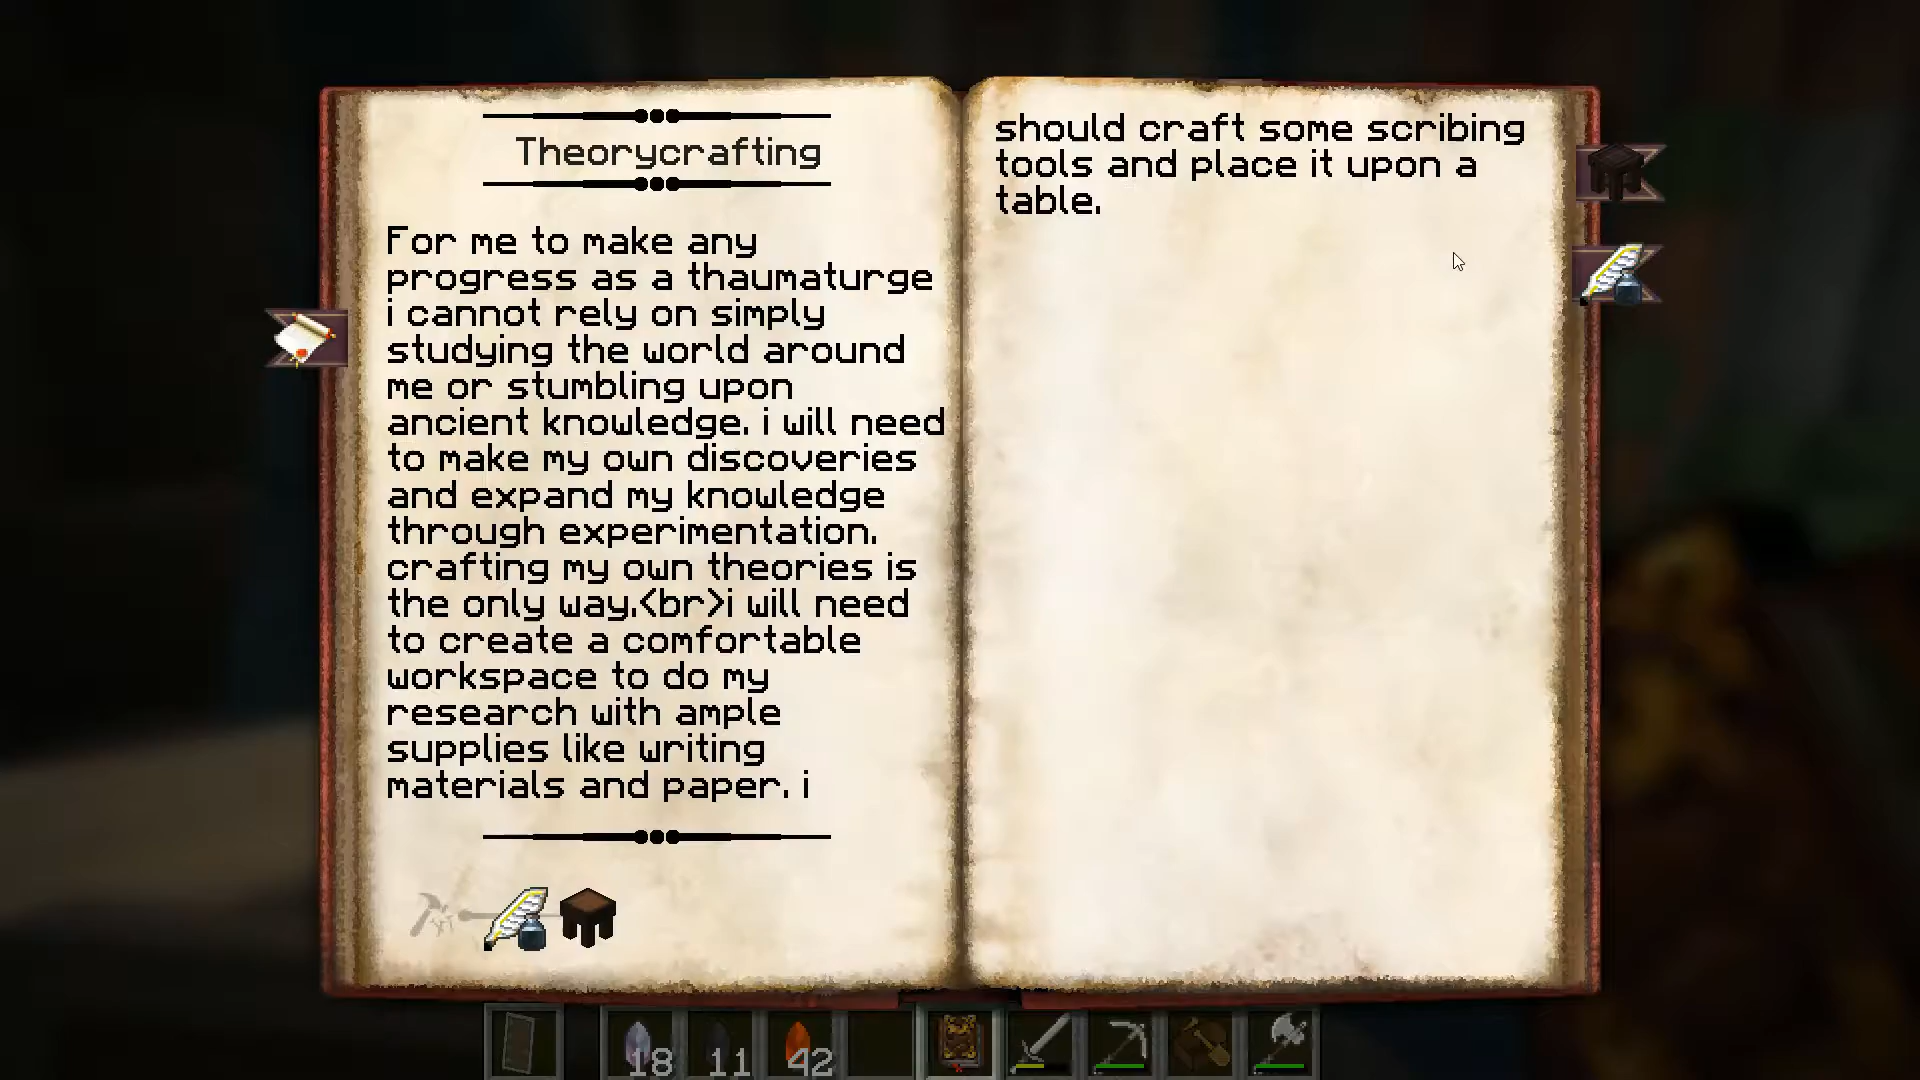 Theorycrafting
For me to make any
progress as a thaumaturge
i cannot rely on simply
studying the world around
me or stumbling upon
ancient knowledge. i will need
to make my own discoveries
and expand my knowledge
through experimentation.
crafting my own theories is
the only way.<br>i will need
to create a comfortable
workspace to do my
research with ample
supplies like writing
materials and paper. i
should craft some scribing
tools and place it upon a
table.
18
11
42